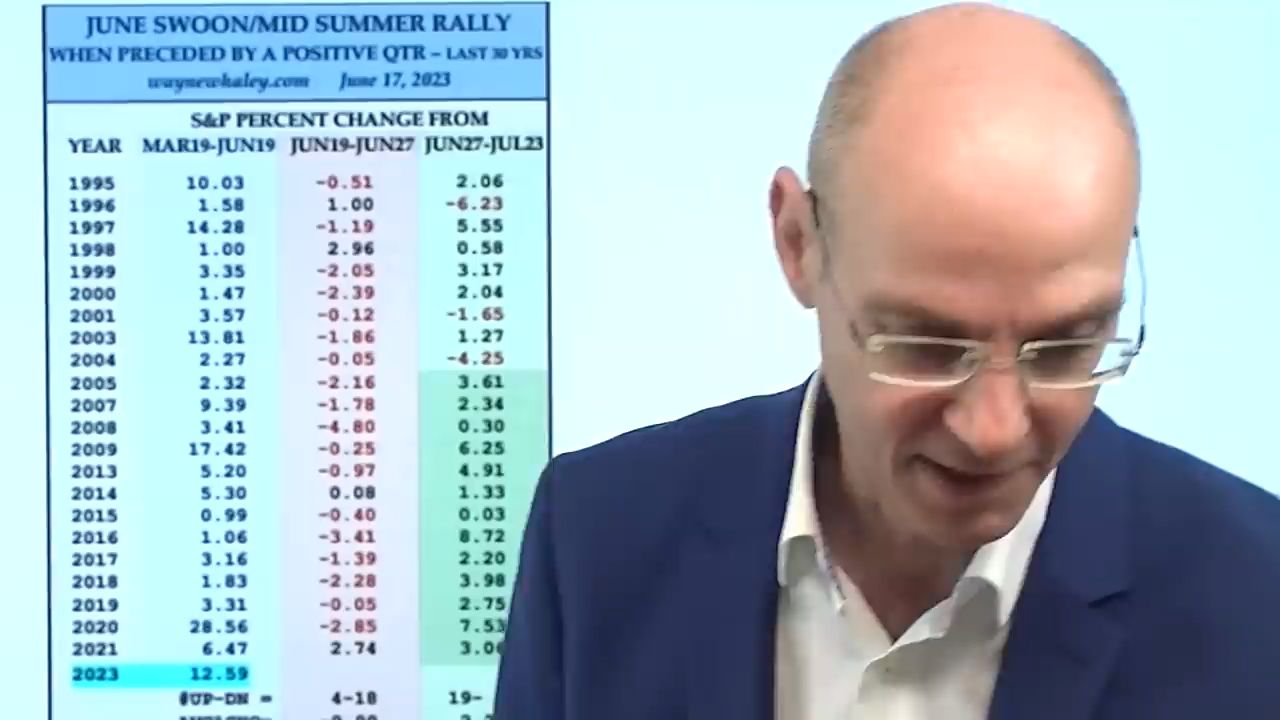 JUNE SWOON/MID SUMMER RALLY
WHEN PRECEDED BY A POSITIVE QTR – LAST 30 YRS
waynewhaley.com June 17, 2023
S&P PERCENT CHANGE FROM
YEAR MAR19-JUN19 JUN19-JUN27 JUN27-JUL23
1995 10.03 -0.51 2.06
1996 1.58 1.00 -6.23
1997 14.28 -1.19 5.55
1998 1.00 2.96 0.58
1999 3.35 -2.05 3.17
2000 1.47 -2.39 2.04
2001 3.57 -0.12 -1.65
2003 13.81 -1.86 1.27
2004 2.27 -0.05 -4.25
2005 2.32 -2.16 3.61
2007 9.39 -1.78 2.34
2008 3.41 -4.80 0.30
2009 17.42 -0.25 6.25
2013 5.20 -0.97 4.91
2014 5.30 0.08 1.33
2015 0.99 -0.40 0.03
2016 1.06 -3.41 8.72
2017 3.16 -1.39 2.20
2018 1.83 -2.28 3.98
2019 3.31 -0.05 2.75
2020 28.56 -2.85 7.53
2021 6.47 2.74 3.06
2023 12.59
#UP-DN = 4-18 19-